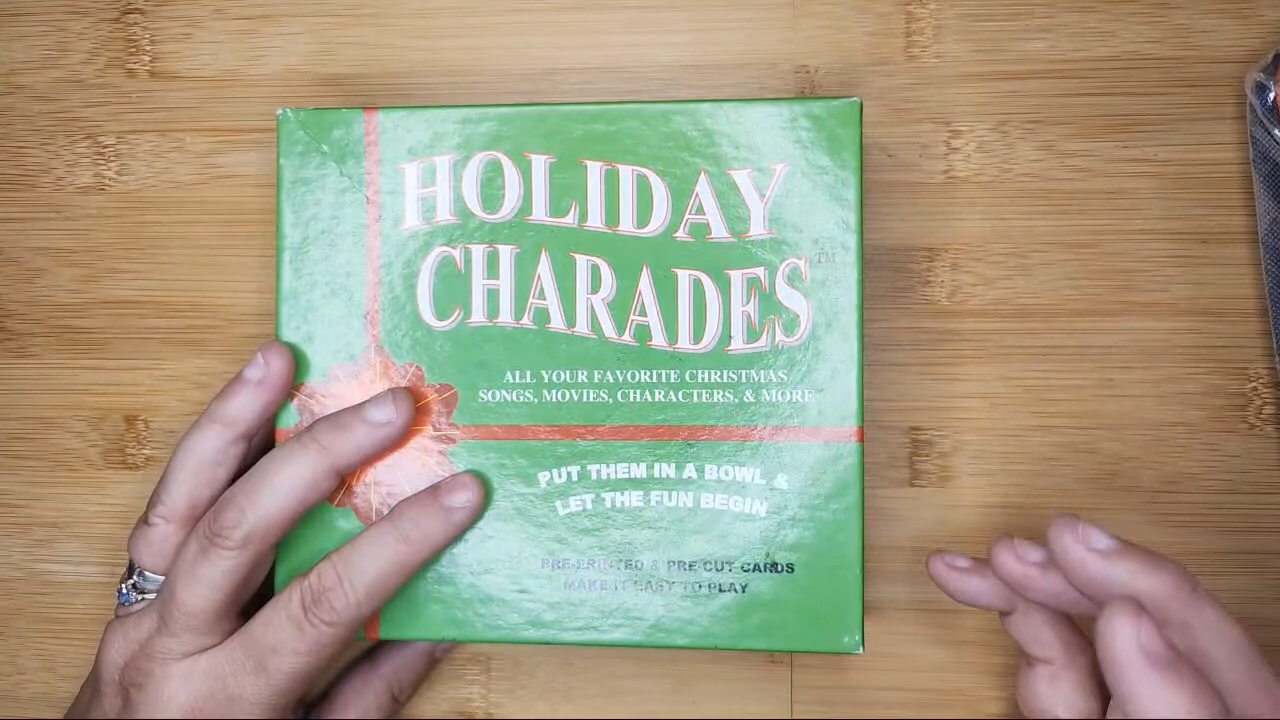 HOLIDAY
CHARADES™
ALL YOUR FAVORITE CHRISTMAS
SONGS, MOVIES, CHARACTERS, & MORE
PUT THEM IN A BOWL &
LET THE FUN BEGIN
PRE-PRINTED & PRE CUT CARDS
MAKE IT EASY TO PLAY